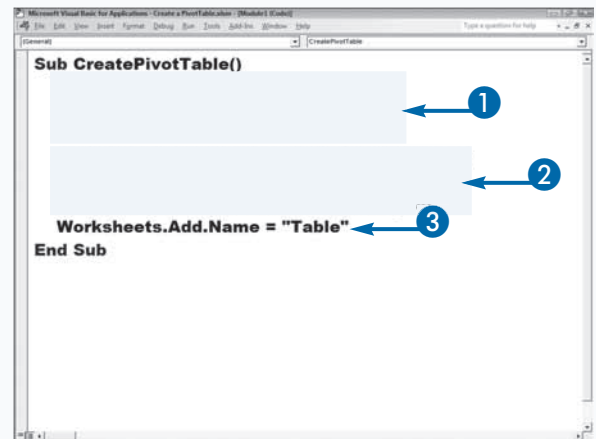 Microsoft Visual Basic for Applications - Create a PivotTable.xlsm - [Module1 (Code)]
File Edit View Insert Format Debug Run Tools Add-Ins Window Help Type a question for help
(General) CreatePivotTable
Sub CreatePivotTable()
1
2
Worksheets.Add.Name = "Table" 3
End Sub